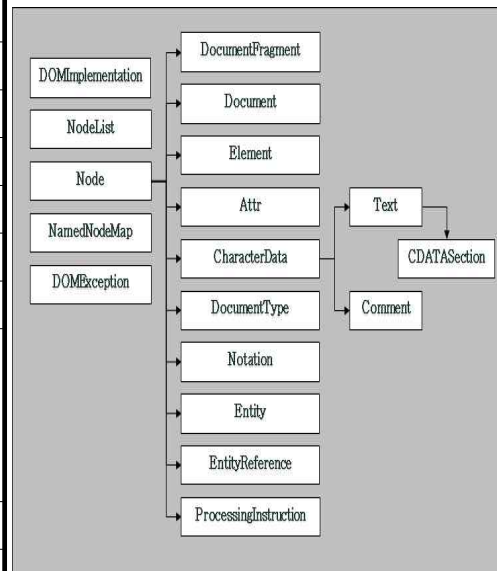 DOMImplementation
NodeList
Node
NamedNodeMap
DOMException
DocumentFragment
Document
Element
Attr
CharacterData
DocumentType
Notation
Entity
EntityReference
ProcessingInstruction
Text
Comment
CDATASection